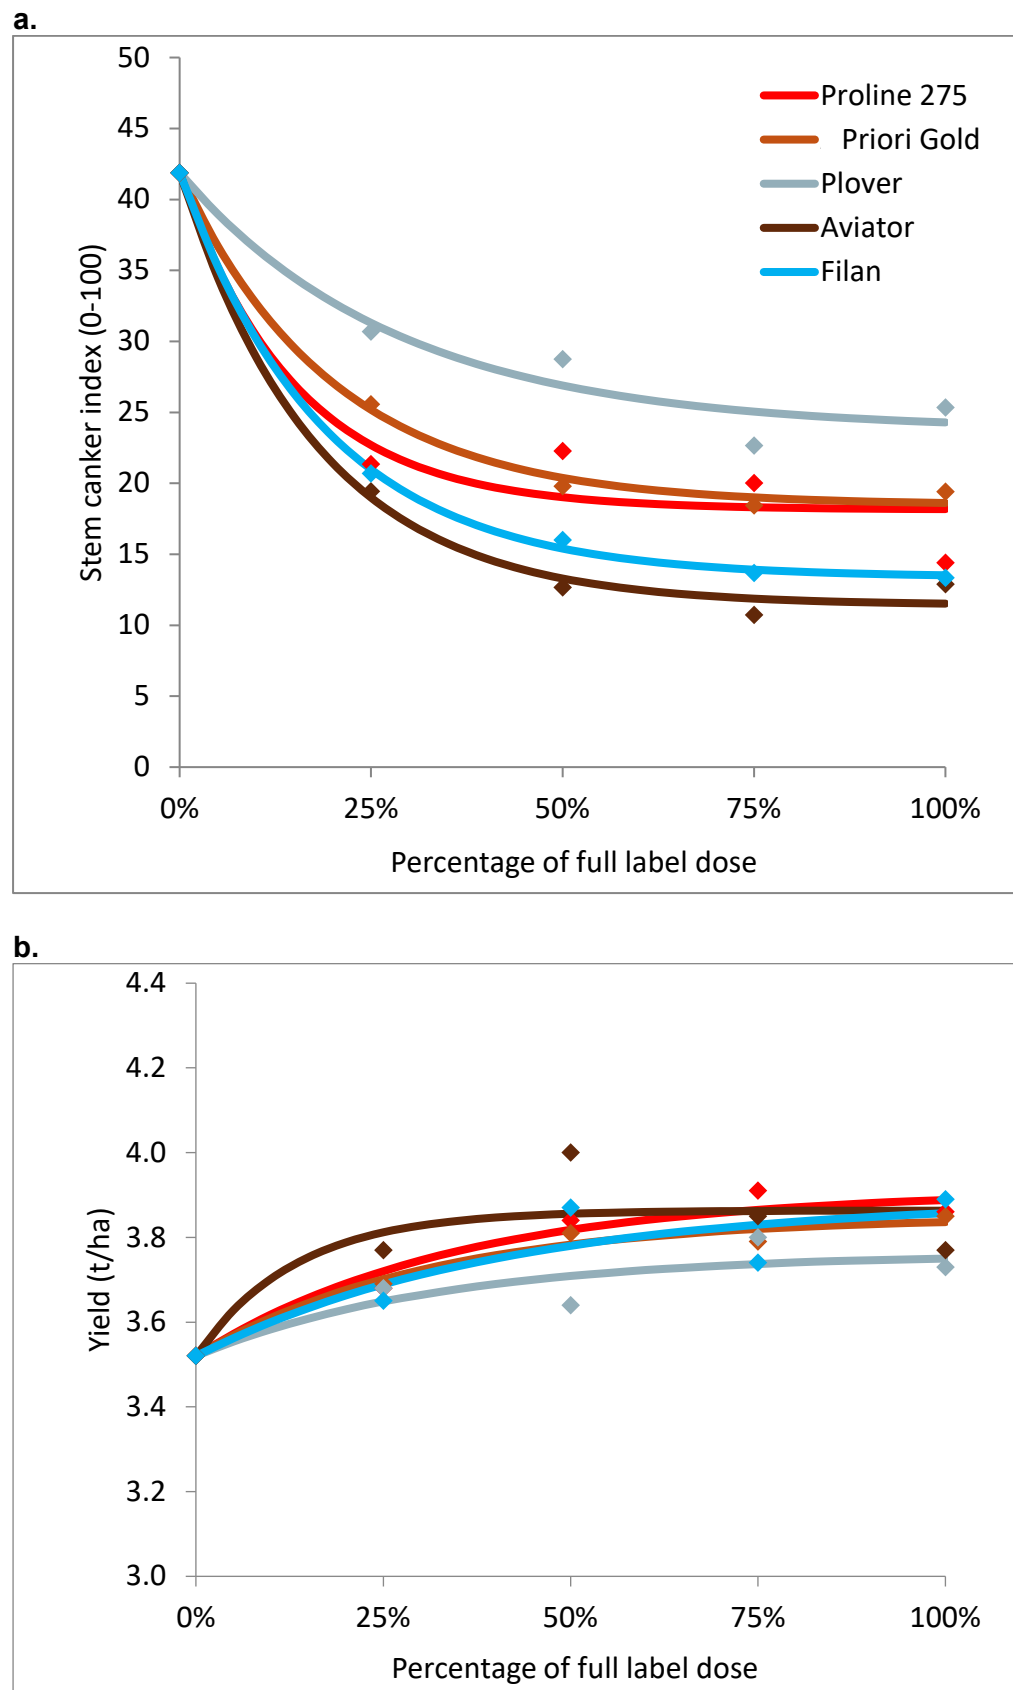 a.
50
45
40
35
30
25
20
15
10
5
0
Stem canker index (0-100)
Proline 275
Priori Gold
Plover
Aviator
Filan
0% 25% 50% 75% 100%
Percentage of full label dose
b.
4.4
4.2
4.0
3.8
3.6
3.4
3.2
3.0
Yield (t/ha)
0% 25% 50% 75% 100%
Percentage of full label dose